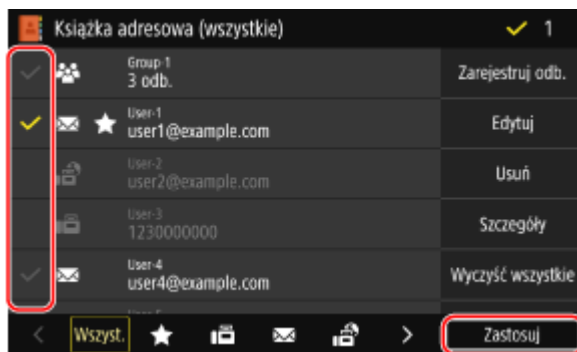 Książka adresowa (wszystkie)
1
Group-1
3 odb.
Zarejestruj odb.
User-1
user1@example.com
Edytuj
User-2
user2@example.com
Usuń
User-3
1230000000
Szczegóły
User-4
user4@example.com
Wyczyść wszystkie
Wszyst.
Zastosuj